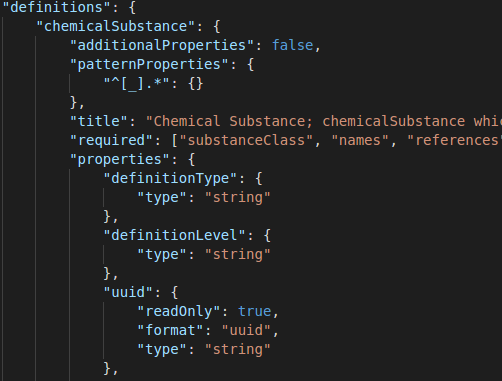 "definitions": {
"chemicalSubstance": {
"additionalProperties": false,
"patternProperties": {
"^[_].*": {}
},
"title": "Chemical Substance; chemicalSubstance whic
"required": ["substanceClass", "names", "references"
"properties": {
"definitionType": {
"type": "string"
},
"definitionLevel": {
"type": "string"
},
"uuid": {
"readOnly": true,
"format": "uuid",
"type": "string"
},